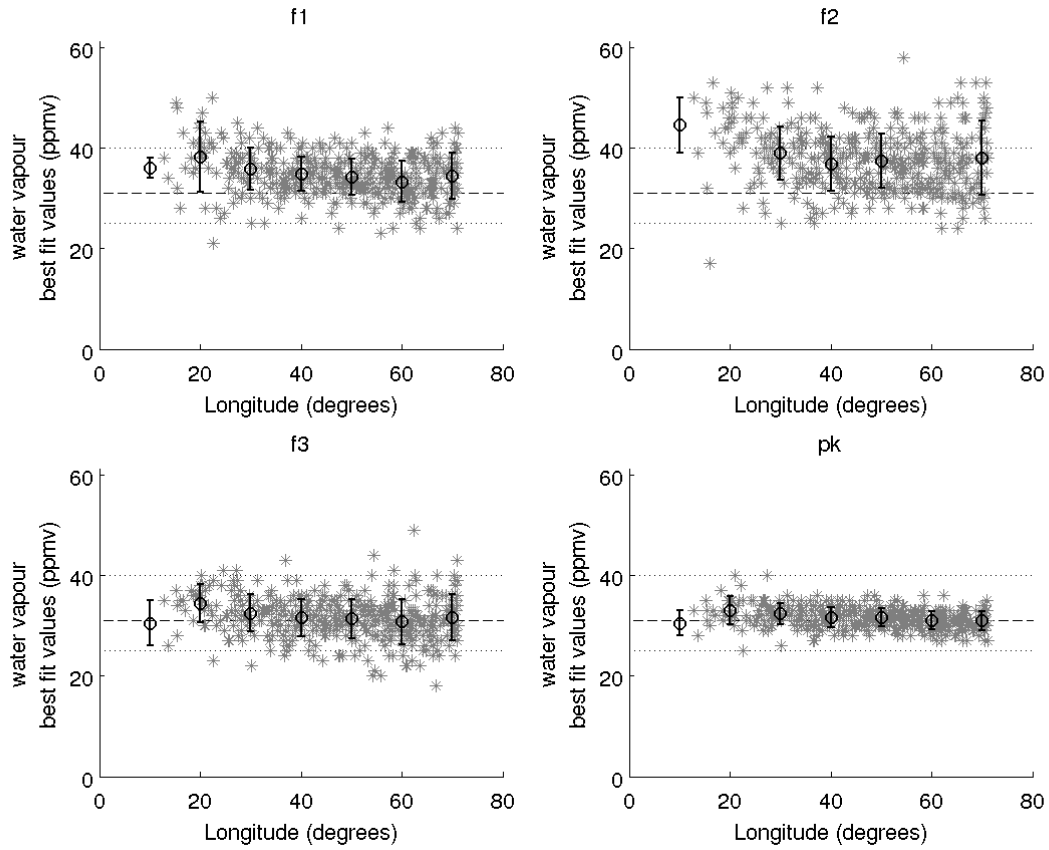 f1
60
40
20
0
water vapour
best fit values (ppmv)
0 20 40 60 80
Longitude (degrees)
f2
60
40
20
0
water vapour
best fit values (ppmv)
0 20 40 60 80
Longitude (degrees)
f3
60
40
20
0
water vapour
best fit values (ppmv)
0 20 40 60 80
Longitude (degrees)
pk
60
40
20
0
water vapour
best fit values (ppmv)
0 20 40 60 80
Longitude (degrees)